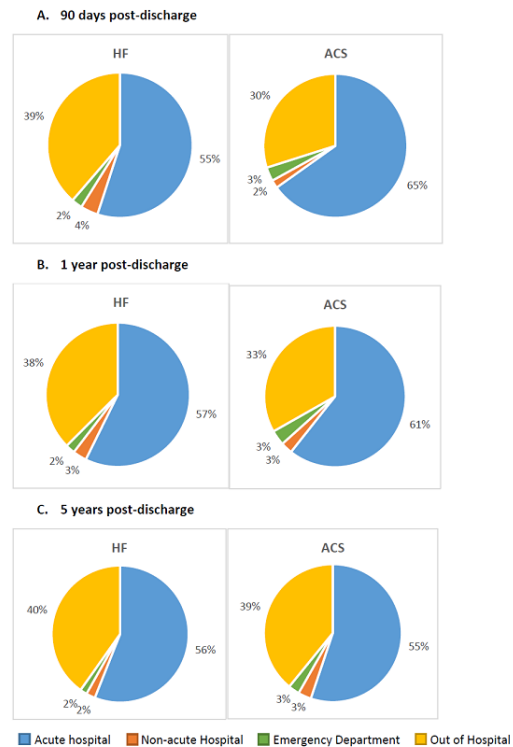 A. 90 days post-discharge
HF
ACS
39%
55%
2%
4%
30%
65%
3%
2%
B. 1 year post-discharge
HF
ACS
38%
57%
2%
3%
33%
61%
3%
3%
C. 5 years post-discharge
HF
ACS
40%
56%
2%
2%
39%
55%
3%
3%
Acute hospital Non-acute Hospital Emergency Department Out of Hospital